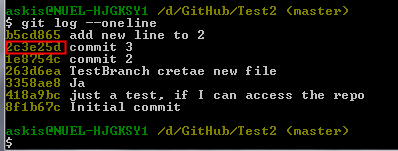 askis@NUEL-HJGKSY1 /d/GitHub/Test2 (master)
$ git log --oneline
b5cd865 add new line to 2
2c3e25d commit 3
1e8754c commit 2
263d6ea TestBranch cretae new file
3358ae8 Ja
418a9bc just a test, if I can access the repo
8f1b67c Initial commit
askis@NUEL-HJGKSY1 /d/GitHub/Test2 (master)
$